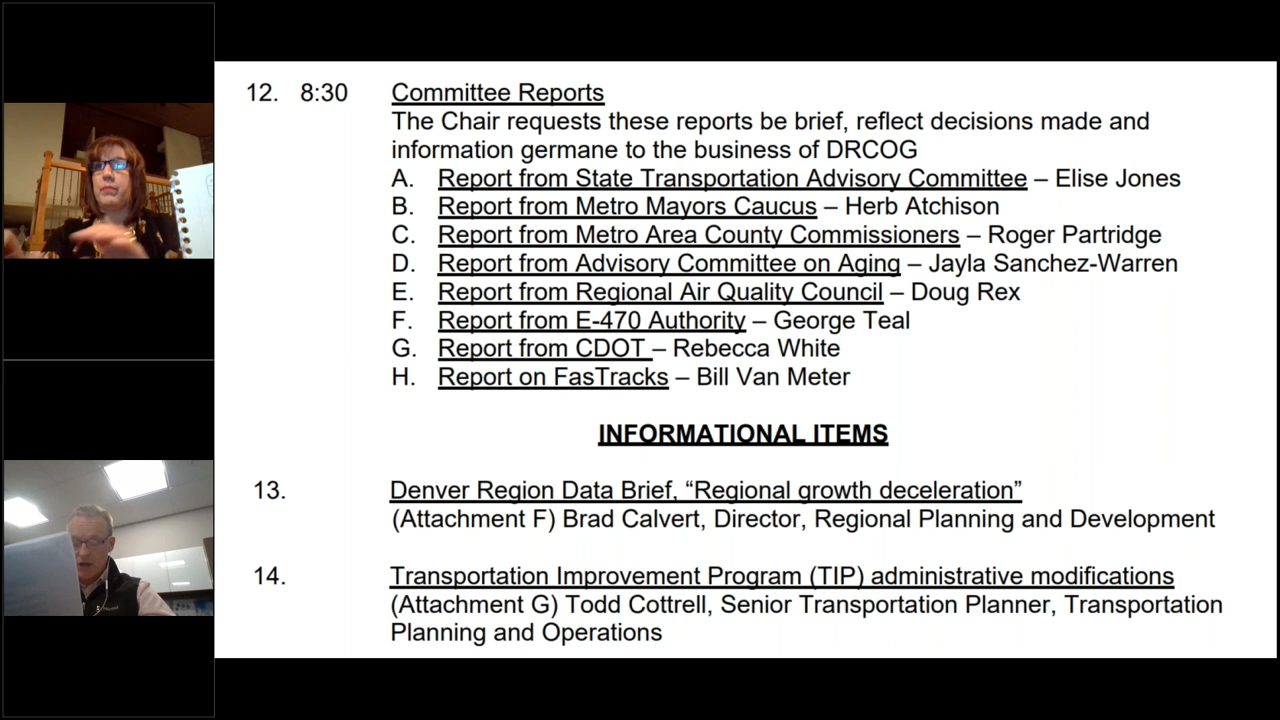 12. 8:30 Committee Reports
The Chair requests these reports be brief, reflect decisions made and
information germane to the business of DRCOG
A. Report from State Transportation Advisory Committee – Elise Jones
B. Report from Metro Mayors Caucus – Herb Atchison
C. Report from Metro Area County Commissioners – Roger Partridge
D. Report from Advisory Committee on Aging – Jayla Sanchez-Warren
E. Report from Regional Air Quality Council – Doug Rex
F. Report from E-470 Authority – George Teal
G. Report from CDOT – Rebecca White
H. Report on FasTracks – Bill Van Meter
INFORMATIONAL ITEMS
13. Denver Region Data Brief, “Regional growth deceleration”
(Attachment F) Brad Calvert, Director, Regional Planning and Development
14. Transportation Improvement Program (TIP) administrative modifications
(Attachment G) Todd Cottrell, Senior Transportation Planner, Transportation
Planning and Operations